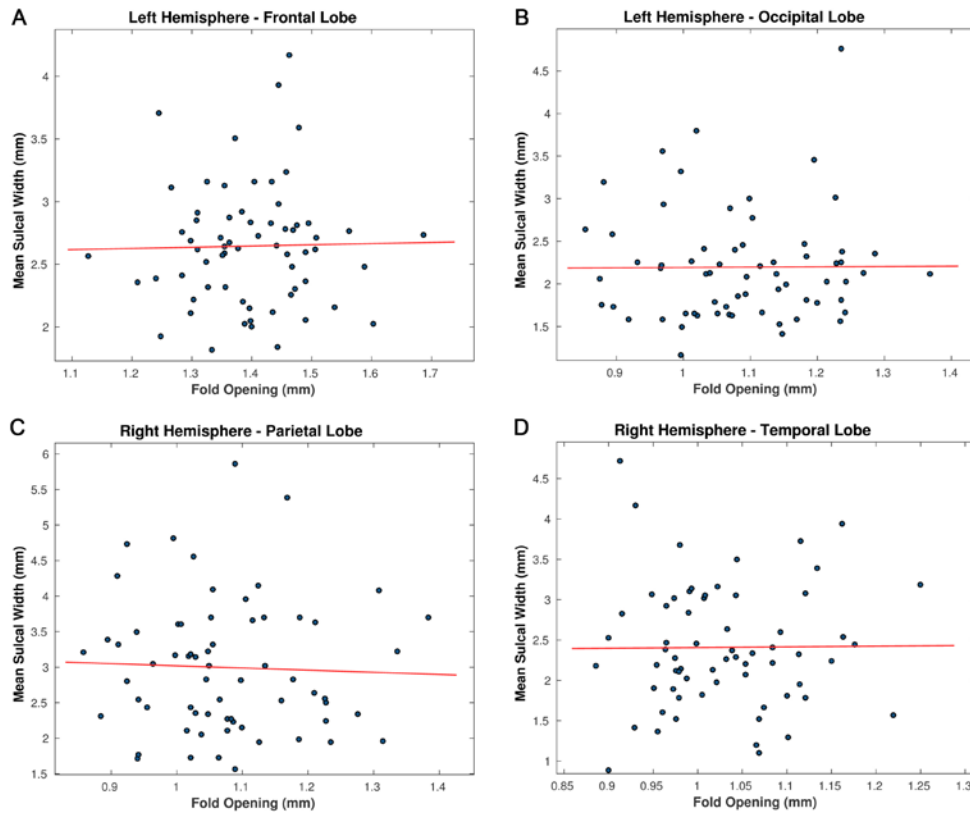 A
Left Hemisphere - Frontal Lobe
Mean Sulcal Width (mm)
4
3.5
3
2.5
2
1.1 1.2 1.3 1.4 1.5 1.6 1.7
Fold Opening (mm)
B
Left Hemisphere - Occipital Lobe
Mean Sulcal Width (mm)
4.5
4
3.5
3
2.5
2
1.5
0.9 1 1.1 1.2 1.3 1.4
Fold Opening (mm)
C
Right Hemisphere - Parietal Lobe
Mean Sulcal Width (mm)
6
5.5
5
4.5
4
3.5
3
2.5
2
1.5
0.9 1 1.1 1.2 1.3 1.4
Fold Opening (mm)
D
Right Hemisphere - Temporal Lobe
Mean Sulcal Width (mm)
4.5
4
3.5
3
2.5
2
1.5
1
0.85 0.9 0.95 1 1.05 1.1 1.15 1.2 1.25 1.3
Fold Opening (mm)